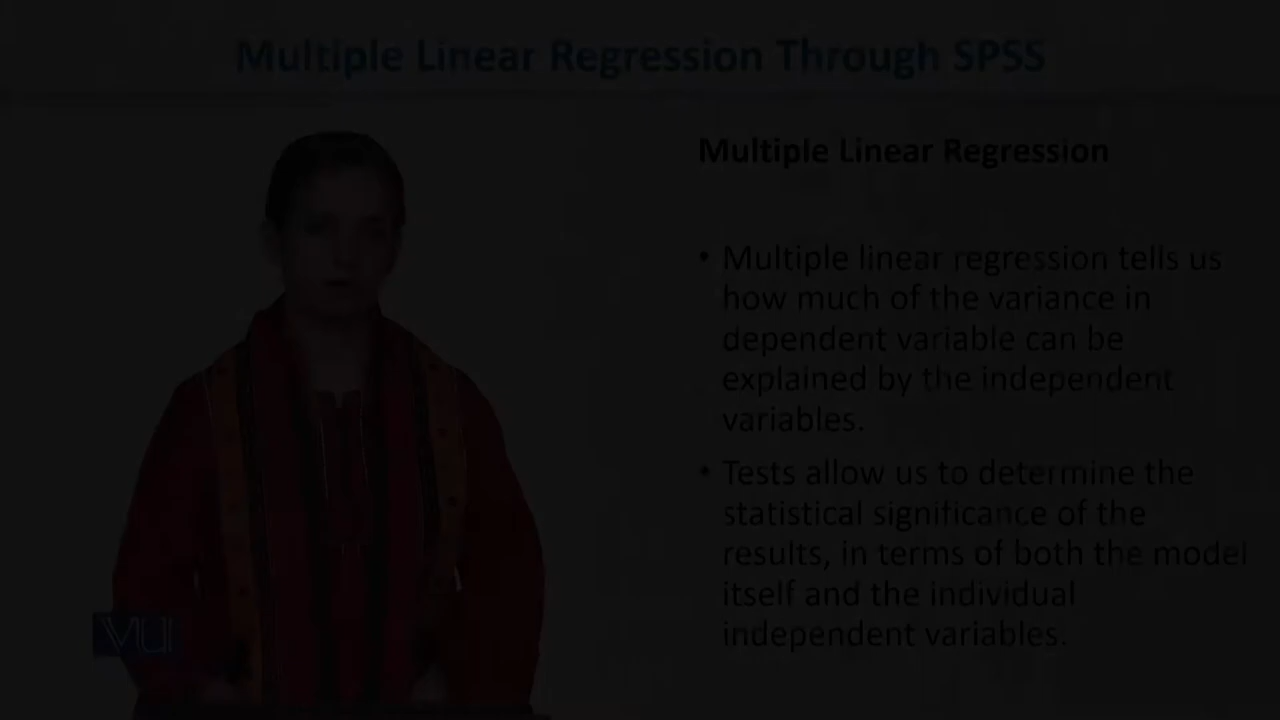 Multiple Linear Regression Through SPSS
Multiple Linear Regression
• Multiple linear regression tells us
how much of the variance in
dependent variable can be
explained by the independent
variables.
• Tests allow us to determine the
statistical significance of the
results, in terms of both the model
itself and the individual
independent variables.
VU